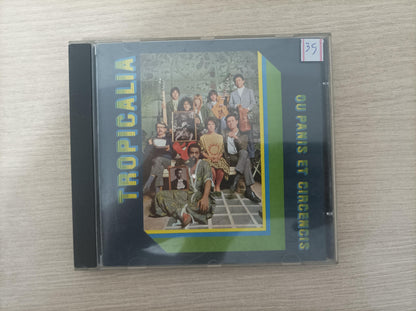 TROPICALIA
OU PANIS ET CIRCENCIS
35